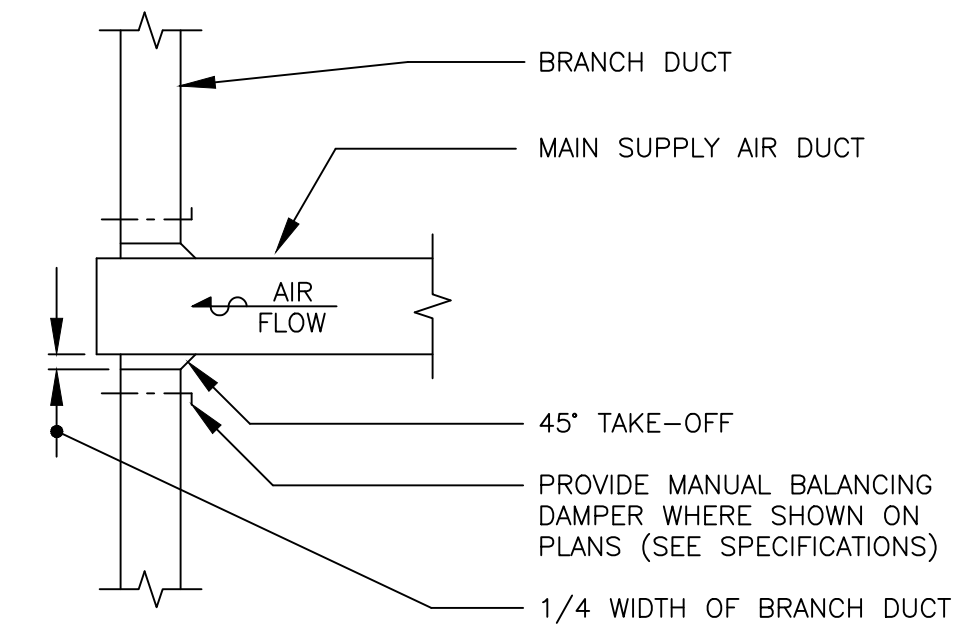 BRANCH DUCT
MAIN SUPPLY AIR DUCT
AIR
FLOW
45° TAKE-OFF
PROVIDE MANUAL BALANCING
DAMPER WHERE SHOWN ON
PLANS (SEE SPECIFICATIONS)
1/4 WIDTH OF BRANCH DUCT